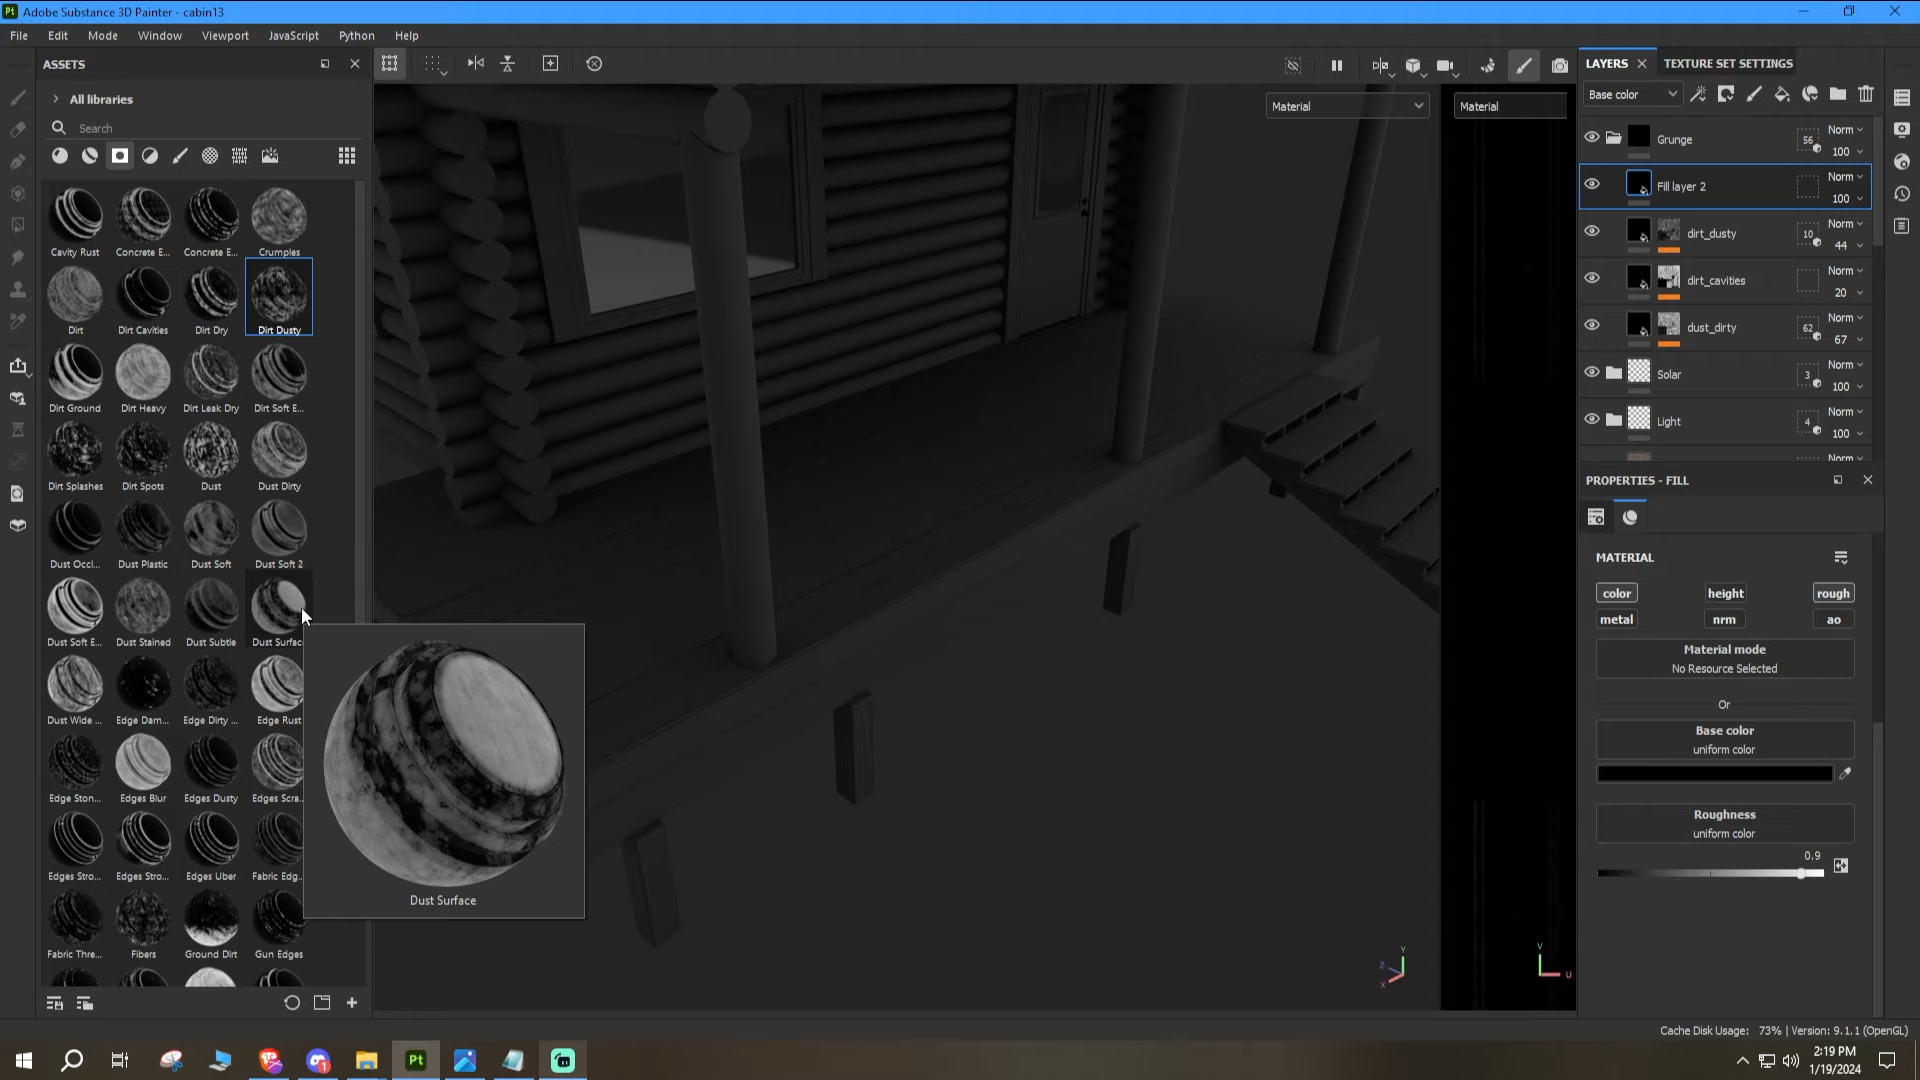 Pt Adobe Substance 3D Painter - cabin13
File Edit Mode Window Viewport JavaScript Python Help
ASSETS
All libraries
Search
Cavity Rust Concrete E... Concrete E... Crumples
Dirt Dirt Cavities Dirt Dry Dirt Dusty
Dirt Ground Dirt Heavy Dirt Leak Dry Dirt Soft E...
Dirt Splashes Dirt Spots Dust Dust Dirty
Dust Occl... Dust Plastic Dust Soft Dust Soft 2
Dust Soft E... Dust Stained Dust Subtle Dust Surface
Dust Wide ... Edge Dam... Edge Dirty ... Edge Rust
Edge Ston... Edges Blur Edges Dusty Edges Scra...
Edges Stro... Edges Stro... Edges Uber Fabric Edg...
Fabric Thre... Fibers Ground Dirt Gun Edges
Dust Surface
Material
Material
Y
Z
X
V
U
LAYERS TEXTURE SET SETTINGS
Base color
Grunge 56 Norm 100
Fill layer 2 Norm 100
dirt_dusty 10 Norm 44
dirt_cavities Norm 20
dust_dirty 62 Norm 67
Solar 3 Norm 100
Light 4 Norm 100
Norm
PROPERTIES - FILL
MATERIAL
color height rough
metal nrm ao
Material mode
No Resource Selected
Or
Base color
uniform color
Roughness
uniform color
0.9
Cache Disk Usage: 73% | Version: 9.1.1 (OpenGL)
Pt
1
2:19 PM
1/19/2024